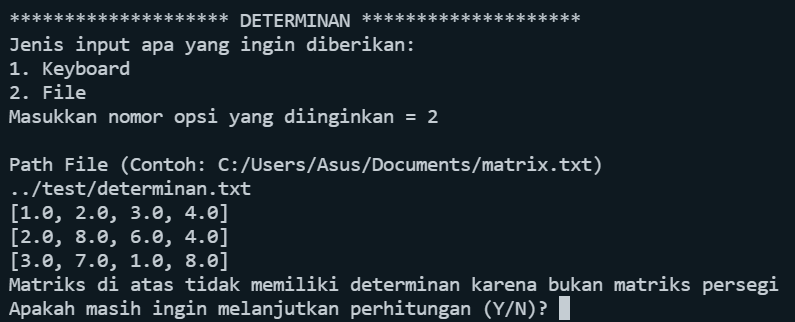 ******************** DETERMINAN ********************
Jenis input apa yang ingin diberikan:
1. Keyboard
2. File
Masukkan nomor opsi yang diinginkan = 2
Path File (Contoh: C:/Users/Asus/Documents/matrix.txt)
../test/determinan.txt
[1.0, 2.0, 3.0, 4.0]
[2.0, 8.0, 6.0, 4.0]
[3.0, 7.0, 1.0, 8.0]
Matriks di atas tidak memiliki determinan karena bukan matriks persegi
Apakah masih ingin melanjutkan perhitungan (Y/N)?